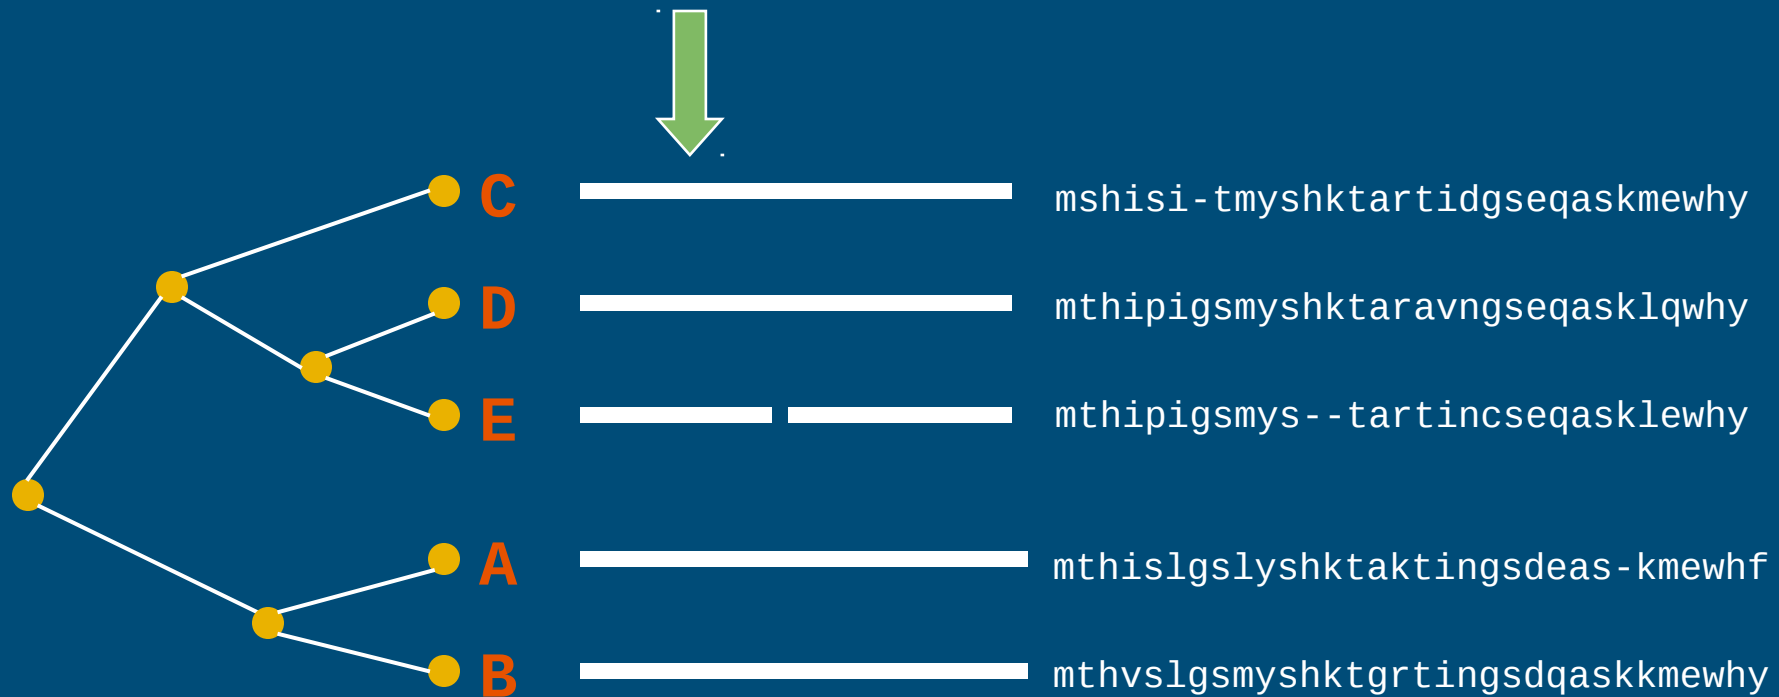 C mshisi-tmyshktartidgseqaskmewhy
D mthipigsmyshktaravngseqasklqwhy
E mthipigsmys--tartincseqasklewhy
A mthislgslyshktaktingsdeas-kmewhf
B mthvslgsmyshktgrtingsdqaskkmewhy